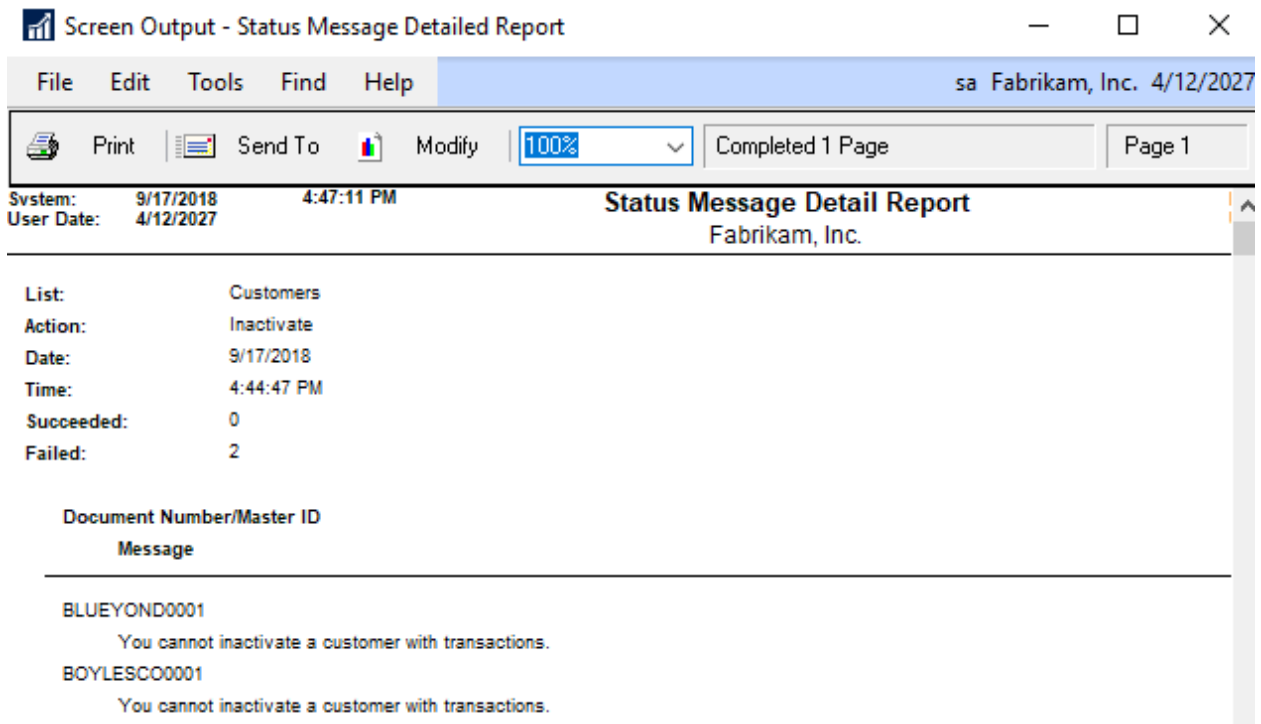 Screen Output - Status Message Detailed Report
File Edit Tools Find Help sa Fabrikam, Inc. 4/12/2027
Print Send To Modify 100% Completed 1 Page Page 1
System: 9/17/2018 4:47:11 PM Status Message Detail Report
User Date: 4/12/2027 Fabrikam, Inc.
List: Customers
Action: Inactivate
Date: 9/17/2018
Time: 4:44:47 PM
Succeeded: 0
Failed: 2
Document Number/Master ID
Message
BLUEYOND0001
You cannot inactivate a customer with transactions.
BOYLESCO0001
You cannot inactivate a customer with transactions.